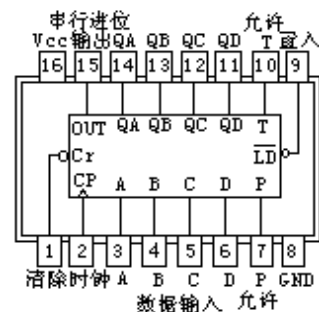 串行进位 允许
Vcc 输出 QA QB QC QD T 置入
16 15 14 13 12 11 10 9
OUT QA QB QC QD T
Cr LD
CP A B C D P
1 2 3 4 5 6 7 8
清除 时钟 A B C D P GND
数据输入 允许